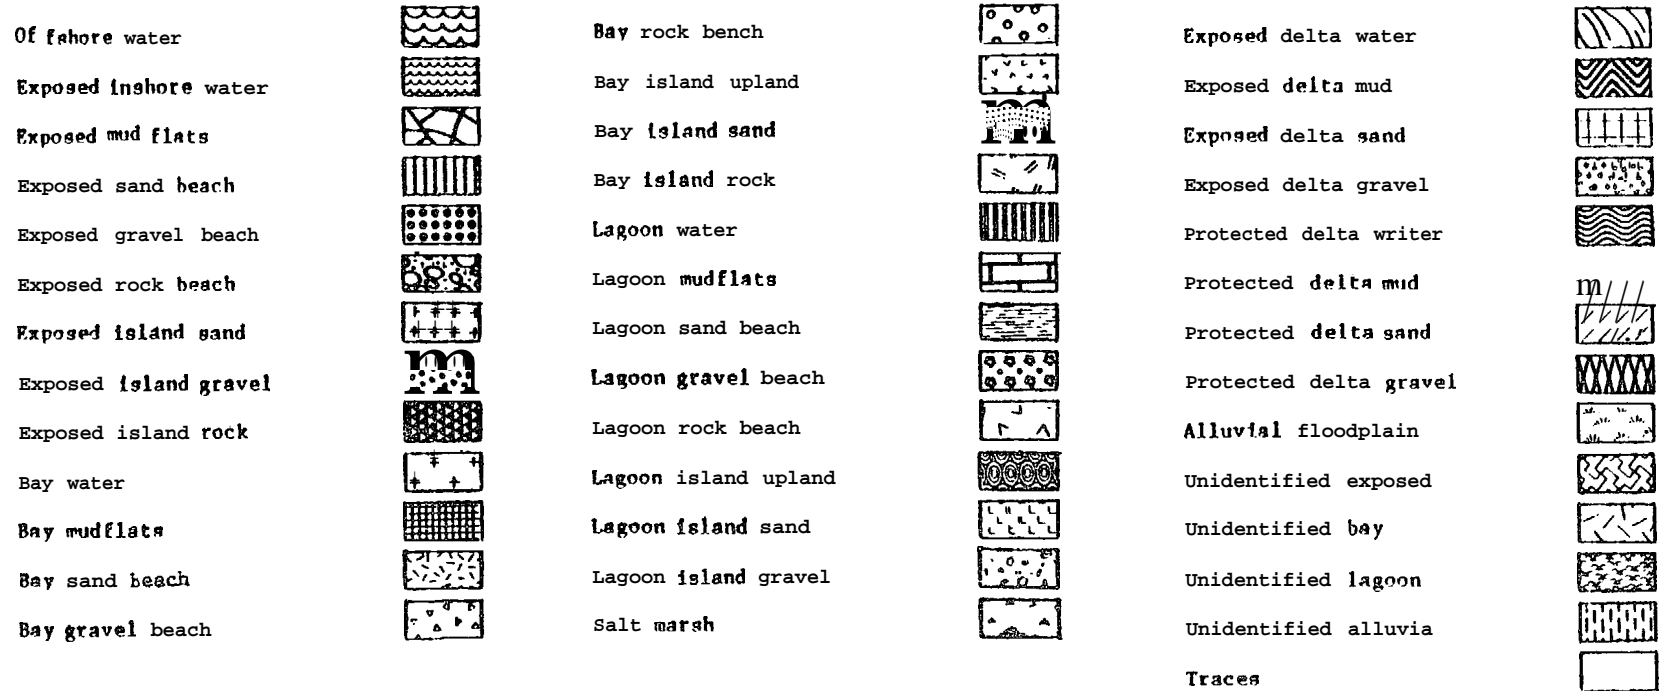 Of fshore water
Exposed inshore water
Exposed mud flats
Exposed sand beach
Exposed gravel beach
Exposed rock beach
Exposed island sand
Exposed island gravel
m
Exposed island rock
Bay water
Bay mudflats
Bay sand beach
Bay gravel beach
Bay rock bench
Bay island upland
Bay island sand
m
Bay island rock
Lagoon water
Lagoon mudflats
Lagoon sand beach
Lagoon gravel beach
Lagoon rock beach
Lagoon island upland
Lagoon island sand
Lagoon island gravel
Salt marsh
Exposed delta water
Exposed delta mud
Exposed delta sand
Exposed delta gravel
Protected delta writer
Protected delta mud
m
Protected delta sand
Protected delta gravel
Alluvial floodplain
Unidentified exposed
Unidentified bay
Unidentified lagoon
Unidentified alluvia
Traces